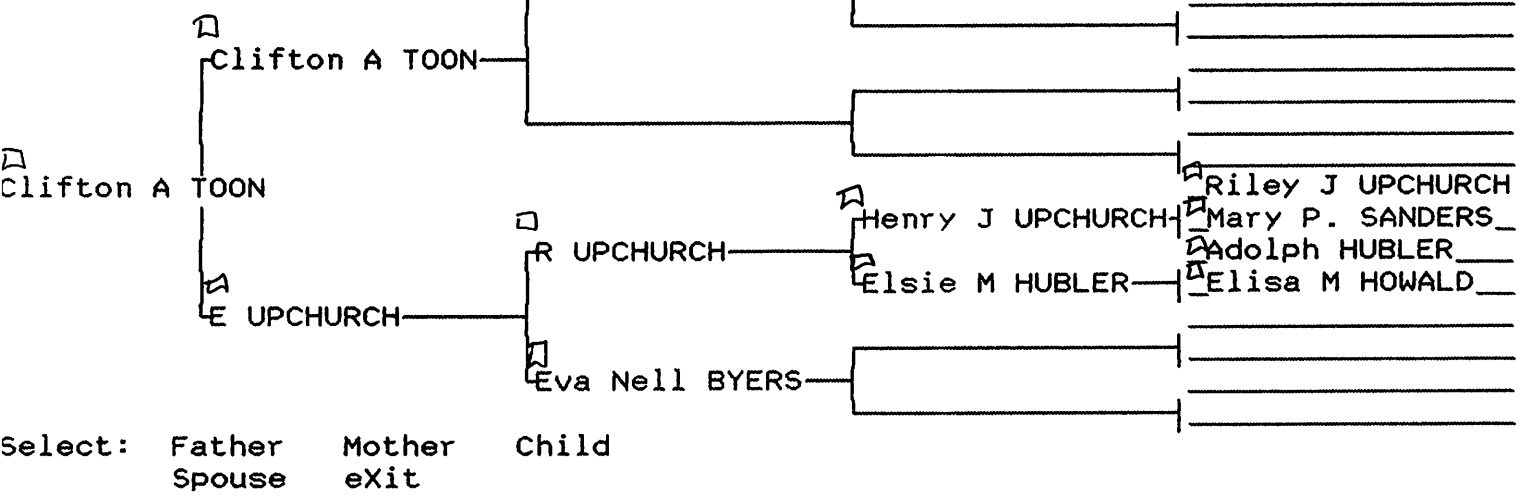 Clifton A TOON
Clifton A TOON
Riley J UPCHURCH
Henry J UPCHURCH
Mary P. SANDERS
R UPCHURCH
Adolph HUBLER
Elsie M HUBLER
Elisa M HOWALD
E UPCHURCH
Eva Nell BYERS
Select: Father Mother Child
Spouse eXit